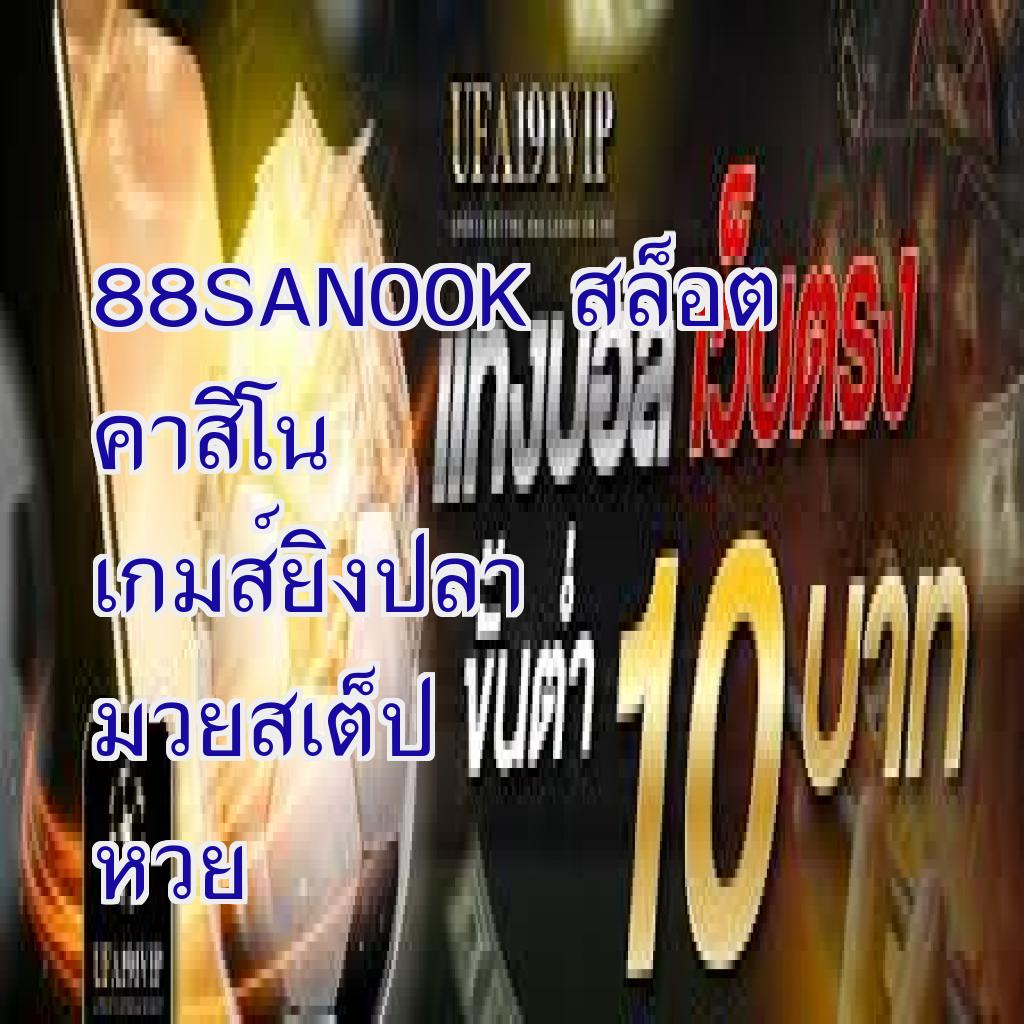 UFA191VIP
88SANOOK สล็อต
แทงบอล เว็บตรง
คาสิโน
เกมส์ยิงปลา
ขั้นต่ำ 10 บาท
มวยสเต็ป
หวย
UFA191VIP